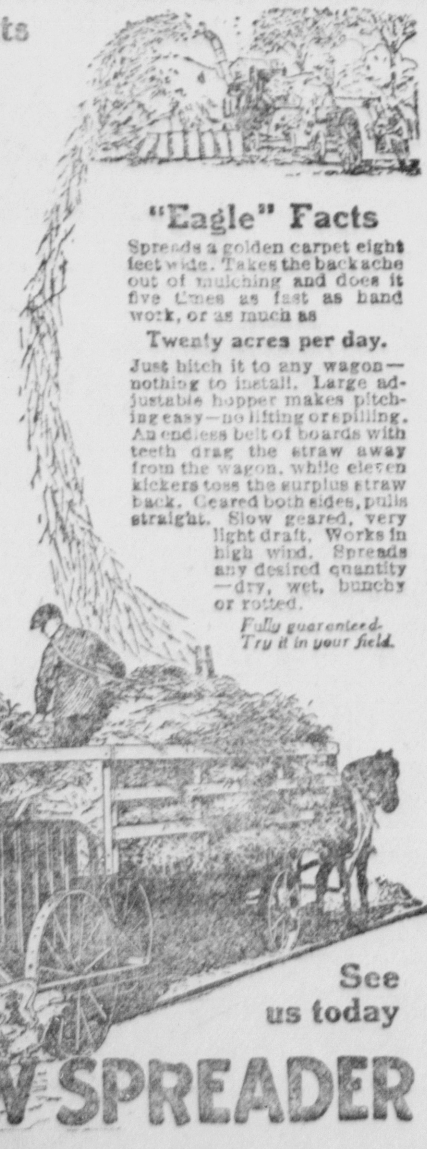 ts
"Eagle" Facts
Spreads a golden carpet eight
feet wide. Takes the backache
out of mulching and does it
five times as fast as hand
work, or as much as
Twenty acres per day.
Just hitch it to any wagon—
nothing to install. Large ad-
justable hopper makes pitch-
ing easy—no lifting or spilling.
An endless belt of boards with
teeth drag the straw away
from the wagon, while eleven
kickers toss the surplus straw
back. Geared both sides, pulls
straight. Slow geared, very
light draft. Works in
high wind. Spreads
any desired quantity
—dry, wet, bunchy
or rotted.
Fully guaranteed.
Try it in your field.
See
us today
W SPREADER